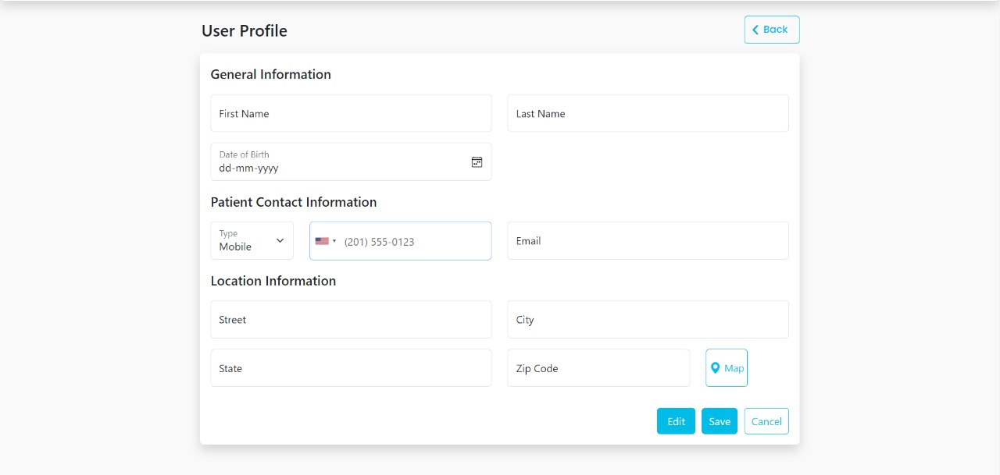 User Profile
Back
General Information
First Name
Last Name
Date of Birth
dd-mm-yyyy
Patient Contact Information
Type
Mobile
(201) 555-0123
Email
Location Information
Street
City
State
Zip Code
Map
Edit
Save
Cancel